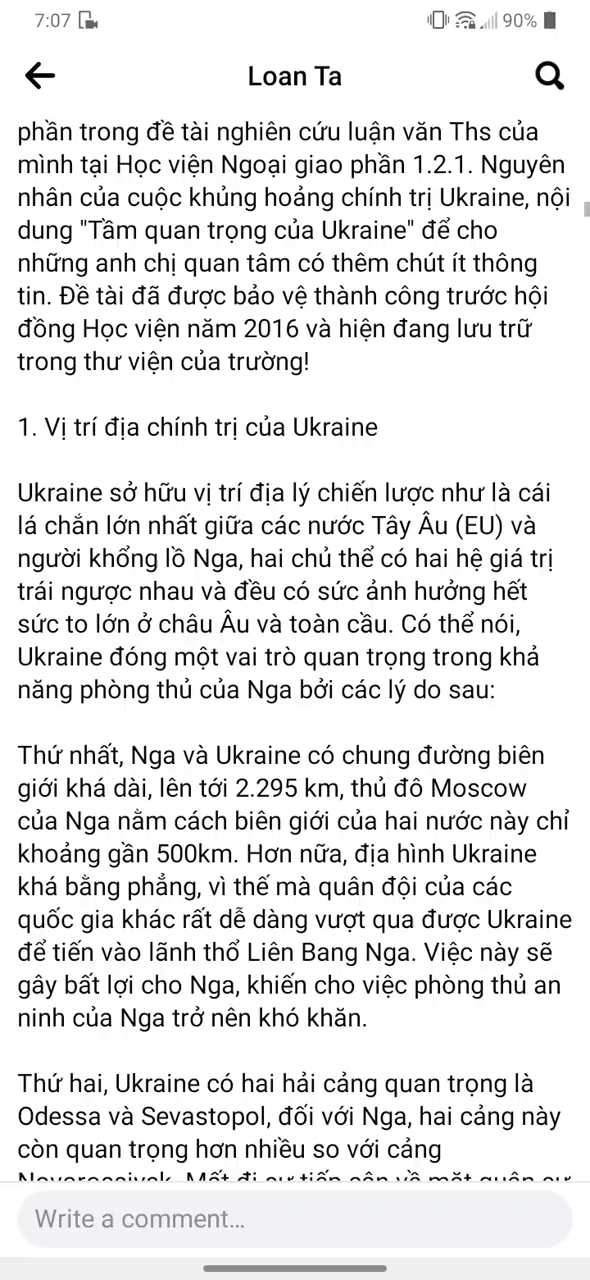 7:07
90%
Loan Ta
phần trong đề tài nghiên cứu luận văn Ths của
mình tại Học viện Ngoại giao phần 1.2.1. Nguyên
nhân của cuộc khủng hoảng chính trị Ukraine, nội
dung "Tầm quan trọng của Ukraine" để cho
những anh chị quan tâm có thêm chút ít thông
tin. Đề tài đã được bảo vệ thành công trước hội
đồng Học viện năm 2016 và hiện đang lưu trữ
trong thư viện của trường!
1. Vị trí địa chính trị của Ukraine
Ukraine sở hữu vị trí địa lý chiến lược như là cái
lá chắn lớn nhất giữa các nước Tây Âu (EU) và
người khổng lồ Nga, hai chủ thể có hai hệ giá trị
trái ngược nhau và đều có sức ảnh hưởng hết
sức to lớn ở châu Âu và toàn cầu. Có thể nói,
Ukraine đóng một vai trò quan trọng trong khả
năng phòng thủ của Nga bởi các lý do sau:
Thứ nhất, Nga và Ukraine có chung đường biên
giới khá dài, lên tới 2.295 km, thủ đô Moscow
của Nga nằm cách biên giới của hai nước này chỉ
khoảng gần 500km. Hơn nữa, địa hình Ukraine
khá bằng phẳng, vì thế mà quân đội của các
quốc gia khác rất dễ dàng vượt qua được Ukraine
để tiến vào lãnh thổ Liên Bang Nga. Việc này sẽ
gây bất lợi cho Nga, khiến cho việc phòng thủ an
ninh của Nga trở nên khó khăn.
Thứ hai, Ukraine có hai hải cảng quan trọng là
Odessa và Sevastopol, đối với Nga, hai cảng này
còn quan trọng hơn nhiều so với cảng
Novorossiysk. Mất đi sự tiếp cận về mặt quân sự
Write a comment...